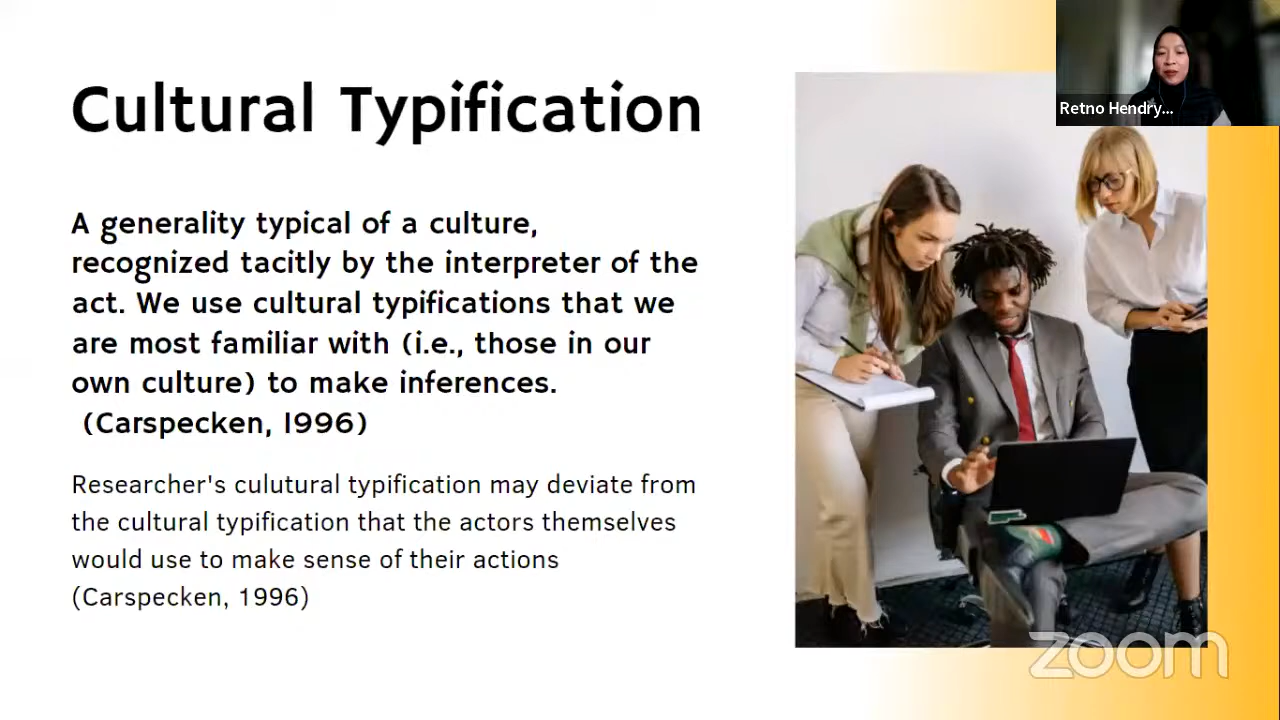 Cultural Typification
A generality typical of a culture,
recognized tacitly by the interpreter of the
act. We use cultural typifications that we
are most familiar with (i.e., those in our
own culture) to make inferences.
(Carspecken, 1996)
Researcher's culutural typification may deviate from
the cultural typification that the actors themselves
would use to make sense of their actions
(Carspecken, 1996)
Retno Hendry...
zoom